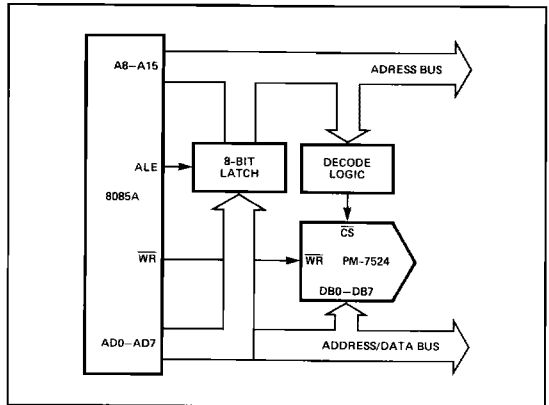 A8–A15
ADRESS BUS
ALE
8-BIT
LATCH
DECODE
LOGIC
8085A
CS
WR
WR
PM-7524
DB0–DB7
AD0–AD7
ADDRESS/DATA BUS